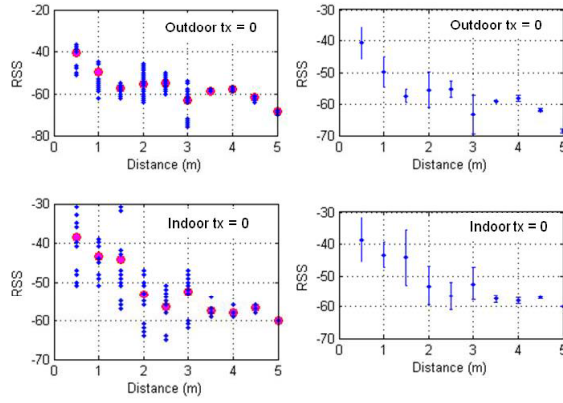 Outdoor tx = 0
-20
-40
-60
-80
RSS
0 1 2 3 4 5
Distance (m)
Outdoor tx = 0
-30
-40
-50
-60
-70
RSS
0 1 2 3 4 5
Distance (m)
Indoor tx = 0
-30
-40
-50
-60
-70
RSS
0 1 2 3 4 5
Distance (m)
Indoor tx = 0
-30
-40
-50
-60
-70
RSS
0 1 2 3 4 5
Distance (m)